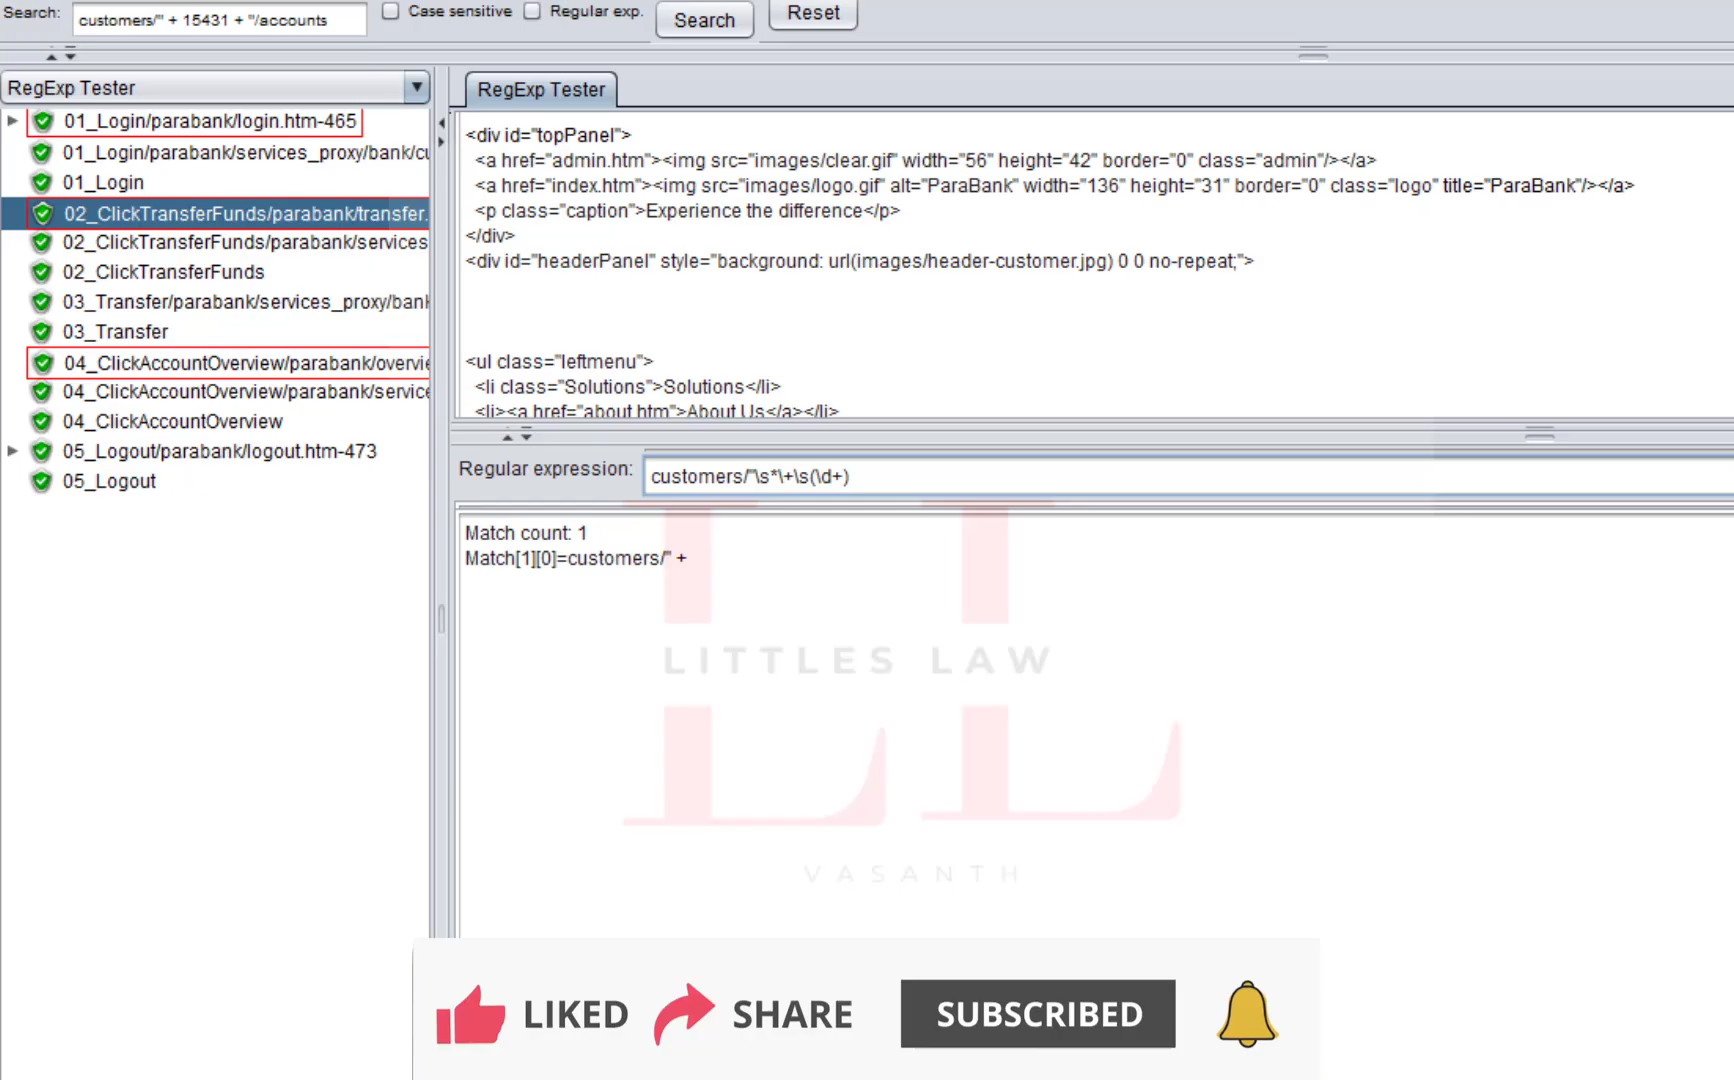 Search: customers/"' + 15431 + "/accounts Case sensitive Regular exp. Search Reset
RegExp Tester
01_Login/parabank/login.htm-465
01_Login/parabank/services_proxy/bank/cu
01_Login
02_ClickTransferFunds/parabank/transfer.
02_ClickTransferFunds/parabank/services
02_ClickTransferFunds
03_Transfer/parabank/services_proxy/bank
03_Transfer
04_ClickAccountOverview/parabank/overvie
04_ClickAccountOverview/parabank/service
04_ClickAccountOverview
05_Logout/parabank/logout.htm-473
05_Logout
RegExp Tester
<div id="topPanel">
<a href="admin.htm"><img src="images/clear.gif" width="56" height="42" border="0" class="admin"/></a>
<a href="index.htm"><img src="images/logo.gif" alt="ParaBank" width="136" height="31" border="0" class="logo" title="ParaBank"/></a>
<p class="caption">Experience the difference</p>
</div>
<div id="headerPanel" style="background: url(images/header-customer.jpg) 0 0 no-repeat;">
<ul class="leftmenu">
<li class="Solutions">Solutions</li>
<li><a href="about.htm">About Us</a></li>
Regular expression: customers/"\s*\+\s(\d+)
Match count: 1
Match[1][0]=customers/" +
LITTLES LAW
VASANTH
LIKED SHARE SUBSCRIBED